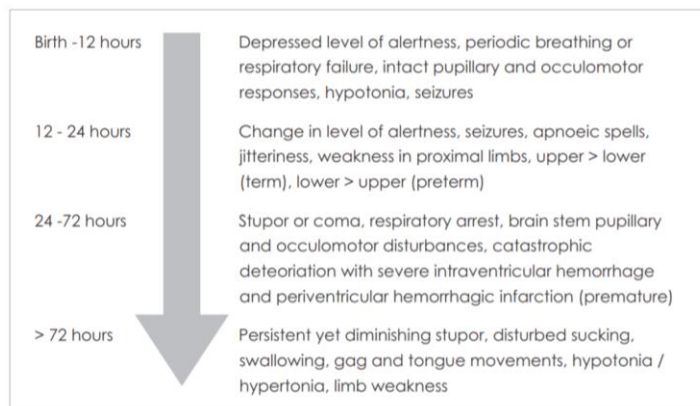 Birth -12 hours
Depressed level of alertness, periodic breathing or
respiratory failure, intact pupillary and occulomotor
responses, hypotonia, seizures
12 - 24 hours
Change in level of alertness, seizures, apnoeic spells,
jitteriness, weakness in proximal limbs, upper > lower
(term), lower > upper (preterm)
24 -72 hours
Stupor or coma, respiratory arrest, brain stem pupillary
and occulomotor disturbances, catastrophic
deteoriation with severe intraventricular hemorrhage
and periventricular hemorrhagic infarction (premature)
> 72 hours
Persistent yet diminishing stupor, disturbed sucking,
swallowing, gag and tongue movements, hypotonia /
hypertonia, limb weakness